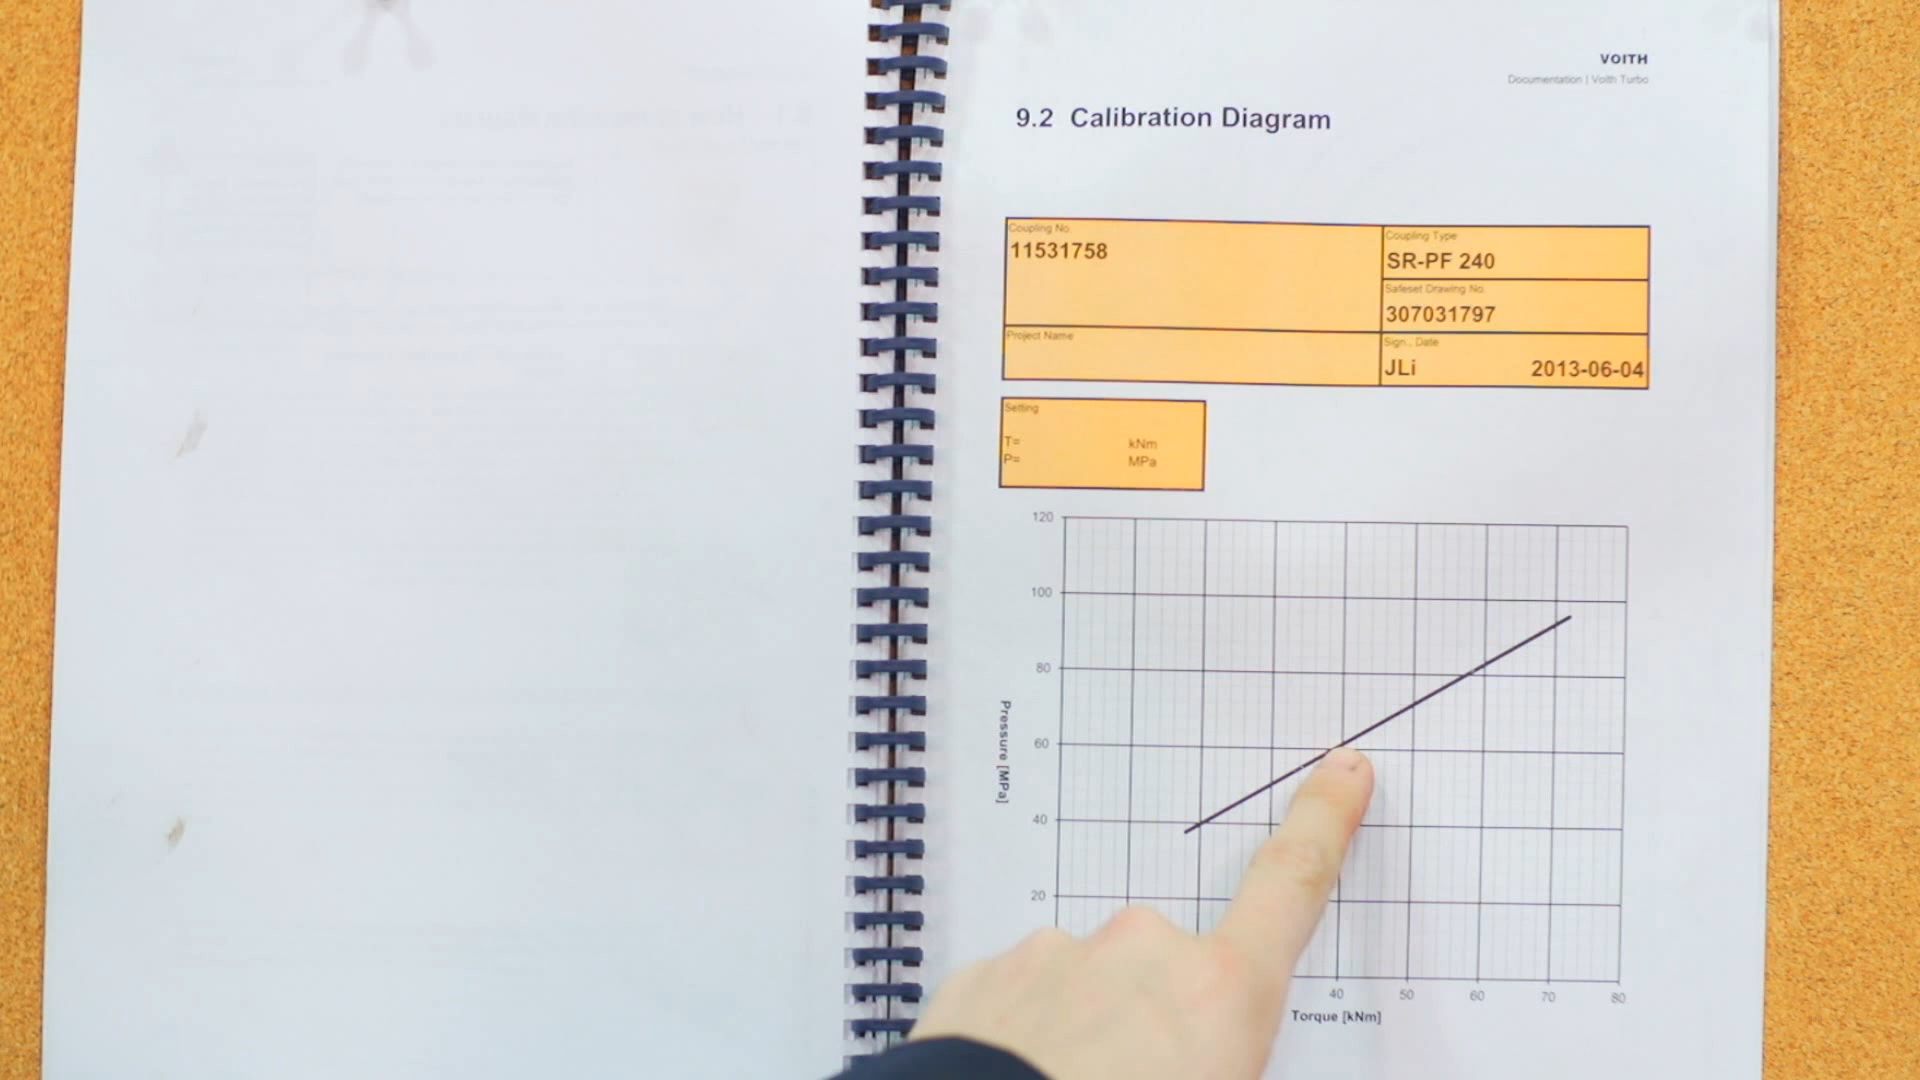 VOITH
Documentation | Voith Turbo
9.2 Calibration Diagram
Coupling No.
11531758
Coupling Type
SR-PF 240
Safeset Drawing No.
307031797
Project Name
Sign., Date
JLi 2013-06-04
Setting
T= kNm
P= MPa
120
100
80
60
40
20
Pressure [MPa]
40 50 60 70 80
Torque [kNm]